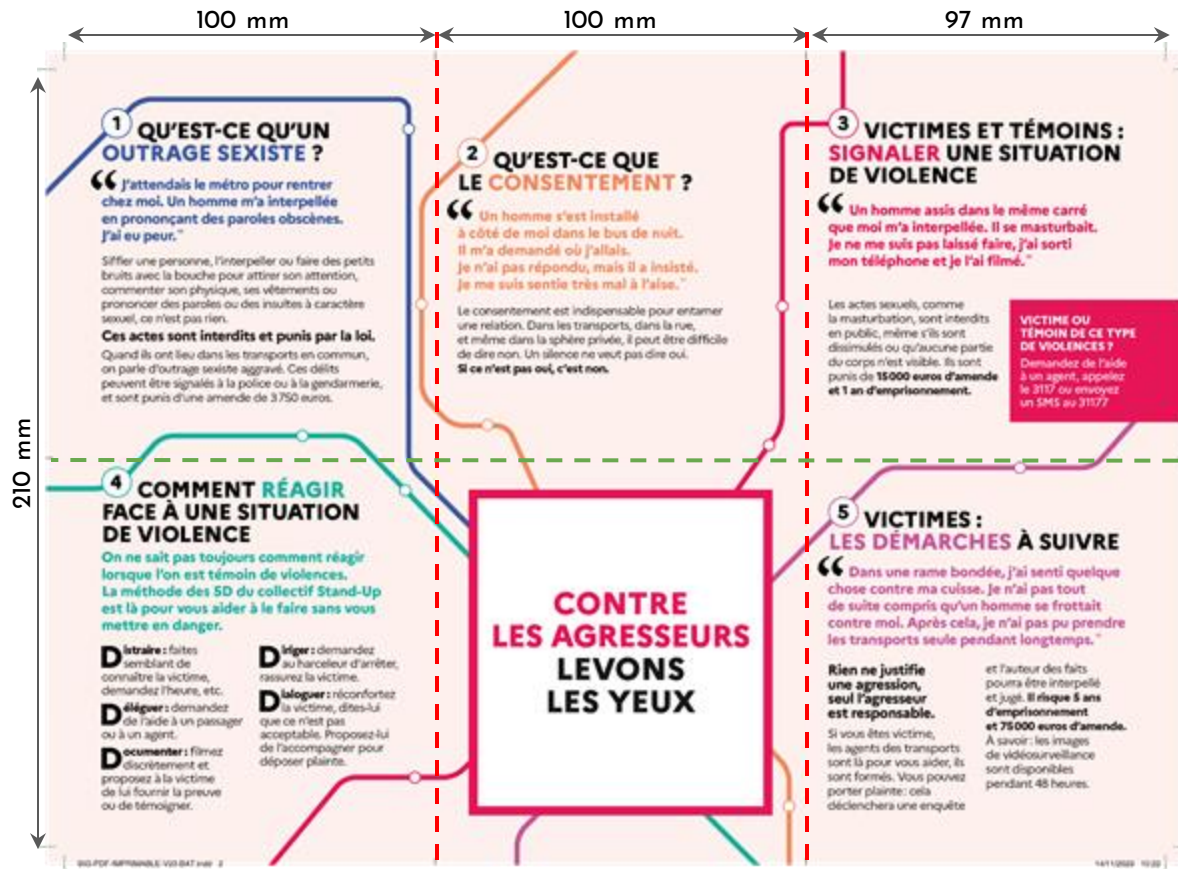 100 mm
100 mm
97 mm
210 mm
1
QU'EST-CE QU'UN
OUTRAGE SEXISTE ?
“ J'attendais le métro pour rentrer
chez moi. Un homme m'a interpellée
en prononçant des paroles obscènes.
J'ai eu peur.”
Siffler une personne, l'interpeller ou faire des petits
bruits avec la bouche pour attirer son attention,
commenter son physique, ses vêtements ou
prononcer des paroles ou des insultes à caractère
sexuel, ce n'est pas rien.
Ces actes sont interdits et punis par la loi.
Quand ils ont lieu dans les transports en commun,
on parle d'outrage sexiste aggravé. Ces délits
peuvent être signalés à la police ou à la gendarmerie,
et sont punis d'une amende de 3 750 euros.
2
QU'EST-CE QUE
LE CONSENTEMENT ?
“ Un homme s'est installé
à côté de moi dans le bus de nuit.
Il m'a demandé où j'allais.
Je n'ai pas répondu, mais il a insisté.
Je me suis sentie très mal à l'aise.”
Le consentement est indispensable pour entamer
une relation. Dans les transports, dans la rue,
et même dans la sphère privée, il peut être difficile
de dire non. Un silence ne veut pas dire oui.
Si ce n'est pas oui, c'est non.
3
VICTIMES ET TÉMOINS :
SIGNALER UNE SITUATION
DE VIOLENCE
“ Un homme assis dans le même carré
que moi m'a interpellée. Il se masturbait.
Je ne me suis pas laissé faire, j'ai sorti
mon téléphone et je l'ai filmé.”
Les actes sexuels, comme
la masturbation, sont interdits
en public, même s'ils sont
dissimulés ou qu'aucune partie
du corps n'est visible. Ils sont
punis de 15 000 euros d'amende
et 1 an d'emprisonnement.
VICTIME OU
TÉMOIN DE CE TYPE
DE VIOLENCES ?
Demandez de l'aide
à un agent, appelez
le 3117 ou envoyez
un SMS au 31177
4
COMMENT RÉAGIR
FACE À UNE SITUATION
DE VIOLENCE
On ne sait pas toujours comment réagir
lorsque l'on est témoin de violences.
La méthode des 5D du collectif Stand-Up
est là pour vous aider à le faire sans vous
mettre en danger.
Distraire : faites
semblant de
connaître la victime,
demandez l'heure, etc.
Déléguer : demandez
de l'aide à un passager
ou à un agent.
Documenter : filmez
discrètement et
proposez à la victime
de lui fournir la preuve
ou de témoigner.
Diriger : demandez
au harceleur d'arrêter,
rassurez la victime.
Dialoguer : réconfortez
la victime, dites-lui
que ce n'est pas
acceptable. Proposez-lui
de l'accompagner pour
déposer plainte.
CONTRE
LES AGRESSEURS
LEVONS
LES YEUX
5
VICTIMES :
LES DÉMARCHES À SUIVRE
“ Dans une rame bondée, j'ai senti quelque
chose contre ma cuisse. Je n'ai pas tout
de suite compris qu'un homme se frottait
contre moi. Après cela, je n'ai pas pu prendre
les transports seule pendant longtemps.”
Rien ne justifie
une agression,
seul l'agresseur
est responsable.
Si vous êtes victime,
les agents des transports
sont là pour vous aider, ils
sont formés. Vous pouvez
porter plainte : cela
déclenchera une enquête
et l'auteur des faits
pourra être interpellé
et jugé. Il risque 5 ans
d'emprisonnement
et 75 000 euros d'amende.
À savoir : les images
de vidéosurveillance
sont disponibles
pendant 48 heures.